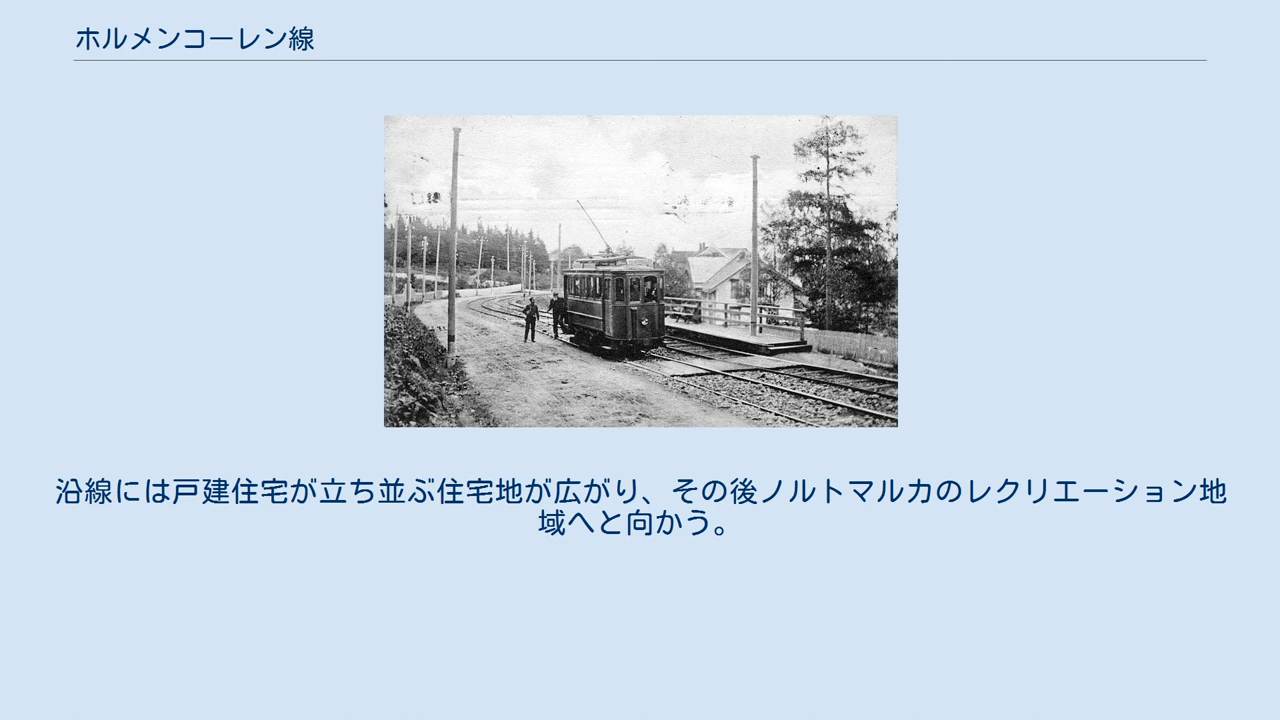 ホルメンコーレン線
沿線には戸建住宅が立ち並ぶ住宅地が広がり、その後ノルトマルカのレクリエーション地
域へと向かう。